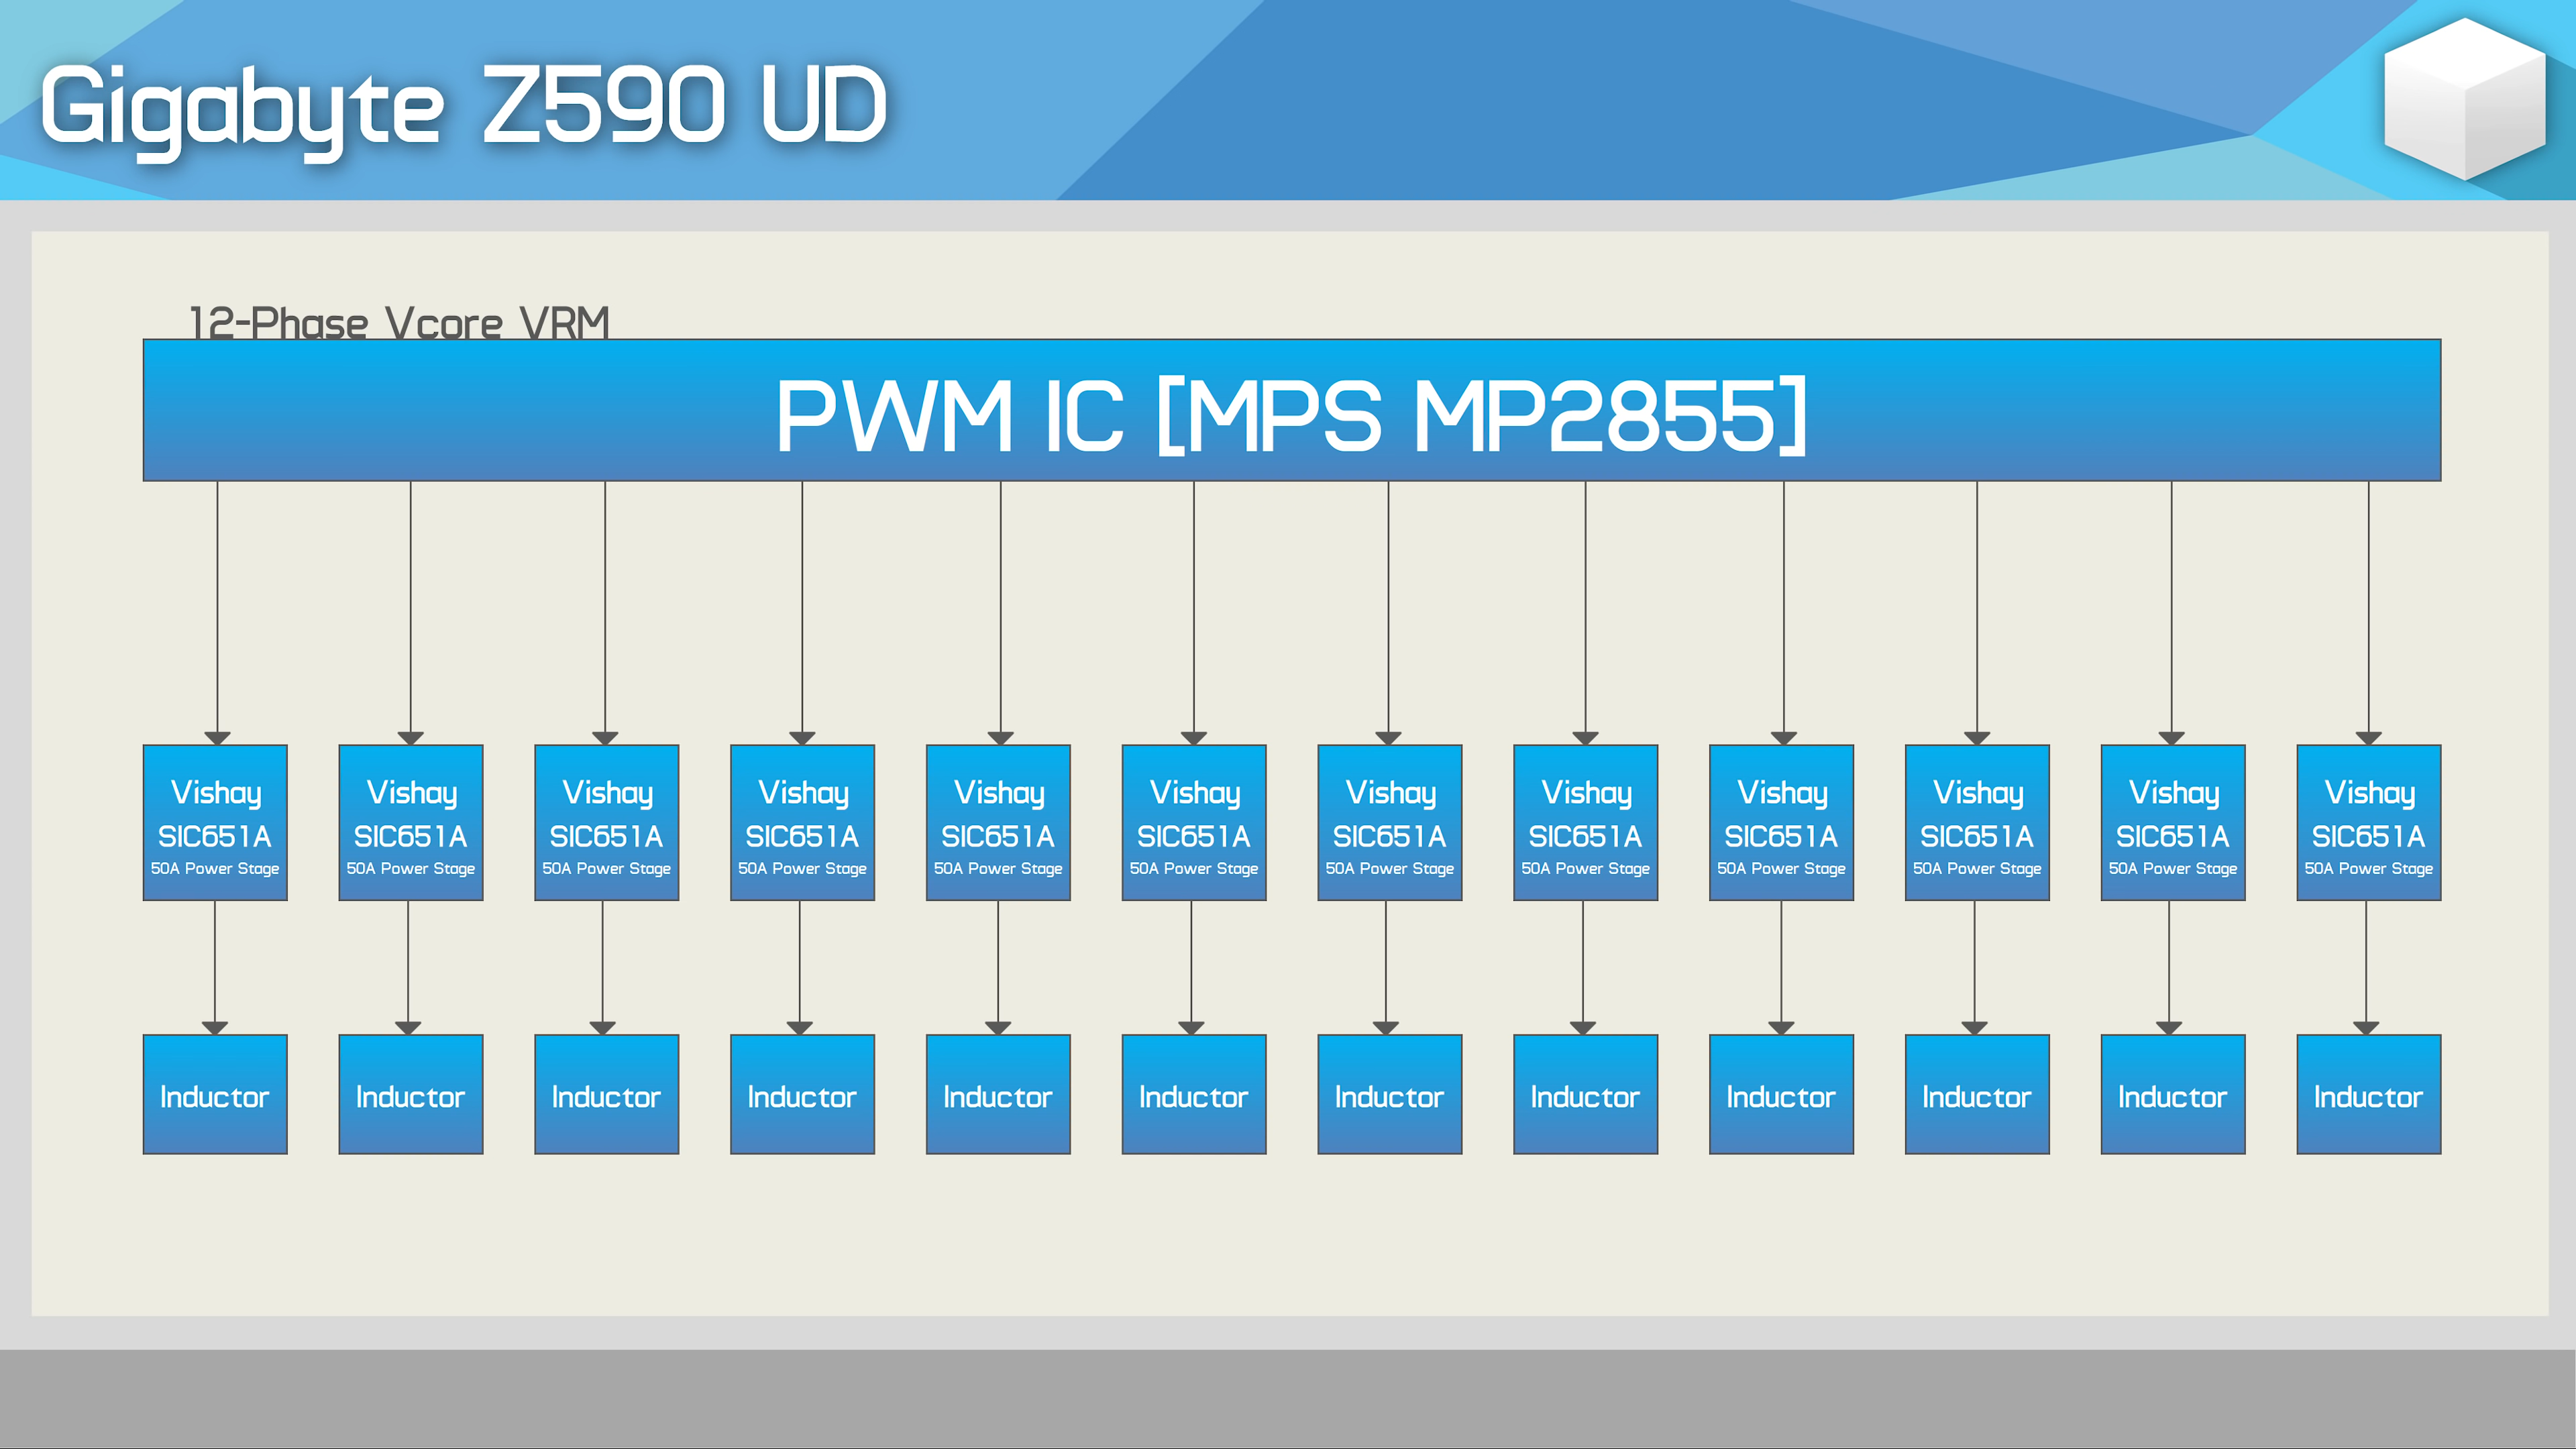 Gigabyte Z590 UD
12-Phase Vcore VRM
PWM IC [MPS MP2855]
Vishay Vishay Vishay Vishay Vishay Vishay Vishay Vishay Vishay Vishay Vishay Vishay
SIC651A SIC651A SIC651A SIC651A SIC651A SIC651A SIC651A SIC651A SIC651A SIC651A SIC651A SIC651A
50A Power Stage 50A Power Stage 50A Power Stage 50A Power Stage 50A Power Stage 50A Power Stage 50A Power Stage 50A Power Stage 50A Power Stage 50A Power Stage 50A Power Stage 50A Power Stage
Inductor Inductor Inductor Inductor Inductor Inductor Inductor Inductor Inductor Inductor Inductor Inductor